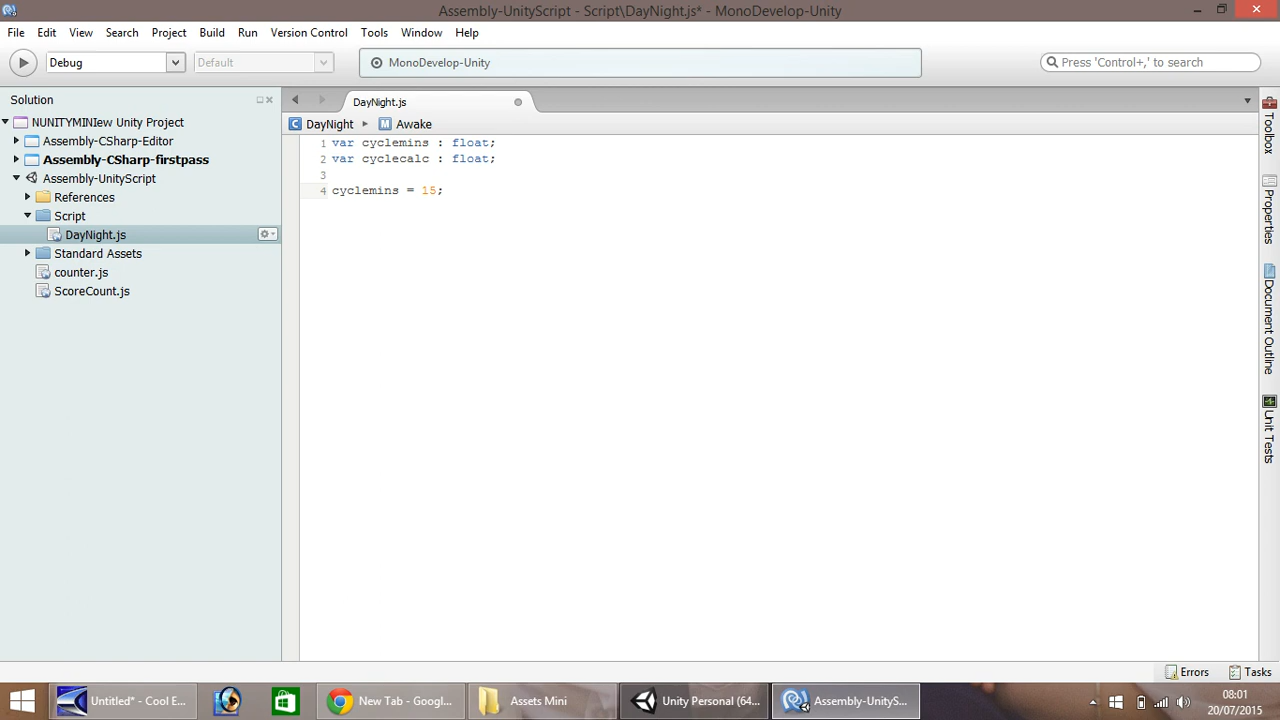 Assembly-UnityScript - Script\DayNight.js* - MonoDevelop-Unity
File Edit View Search Project Build Run Version Control Tools Window Help
Debug Default MonoDevelop-Unity Press 'Control+,' to search
Solution
DayNight.js
NUNITYMINIew Unity Project
Assembly-CSharp-Editor
Assembly-CSharp-firstpass
Assembly-UnityScript
References
Script
DayNight.js
Standard Assets
counter.js
ScoreCount.js
C DayNight M Awake
1 var cyclemins : float;
2 var cyclecalc : float;
3
4 cyclemins = 15;
Toolbox
Properties
Document Outline
Unit Tests
Errors Tasks
Untitled* - Cool E... New Tab - Googl... Assets Mini Unity Personal (64... Assembly-UnityS...
08:01
20/07/2015